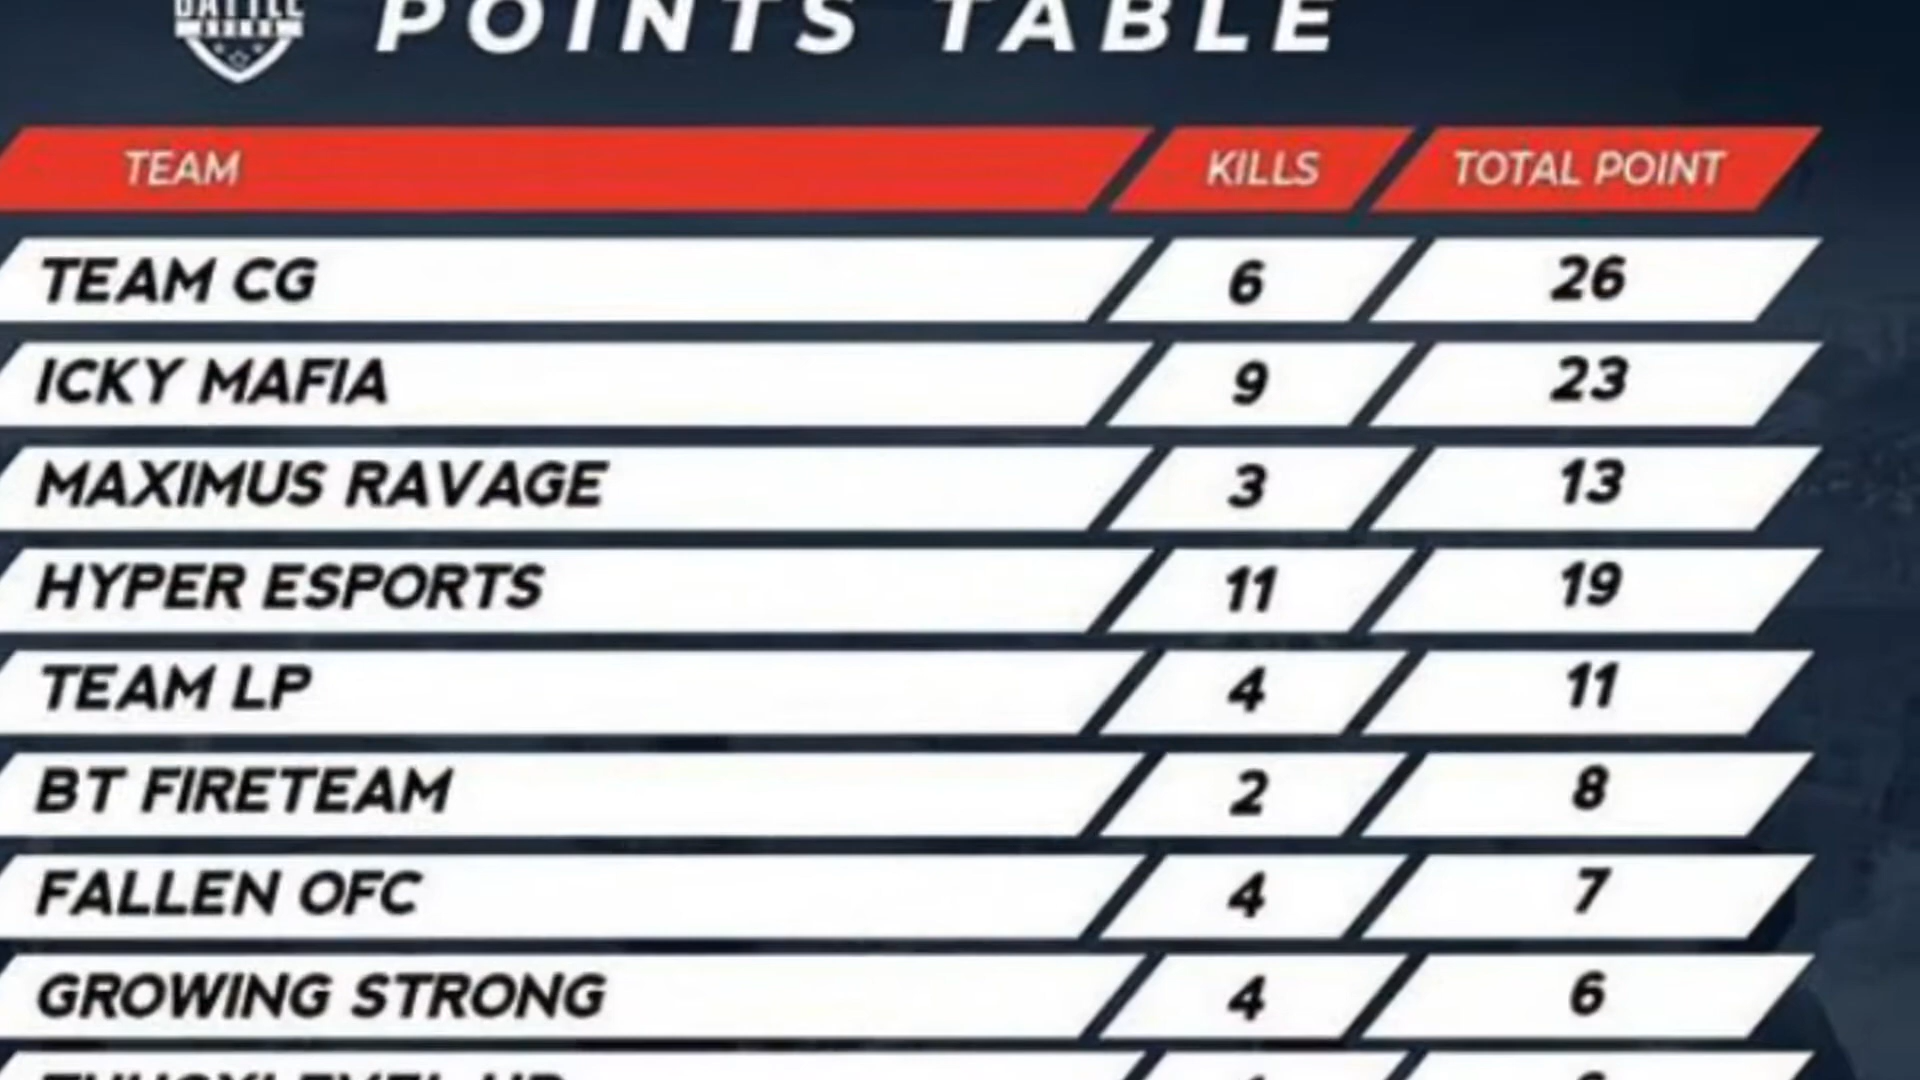 BATTLE
POINTS TABLE
TEAM KILLS TOTAL POINT
TEAM CG 6 26
ICKY MAFIA 9 23
MAXIMUS RAVAGE 3 13
HYPER ESPORTS 11 19
TEAM LP 4 11
BT FIRETEAM 2 8
FALLEN OFC 4 7
GROWING STRONG 4 6